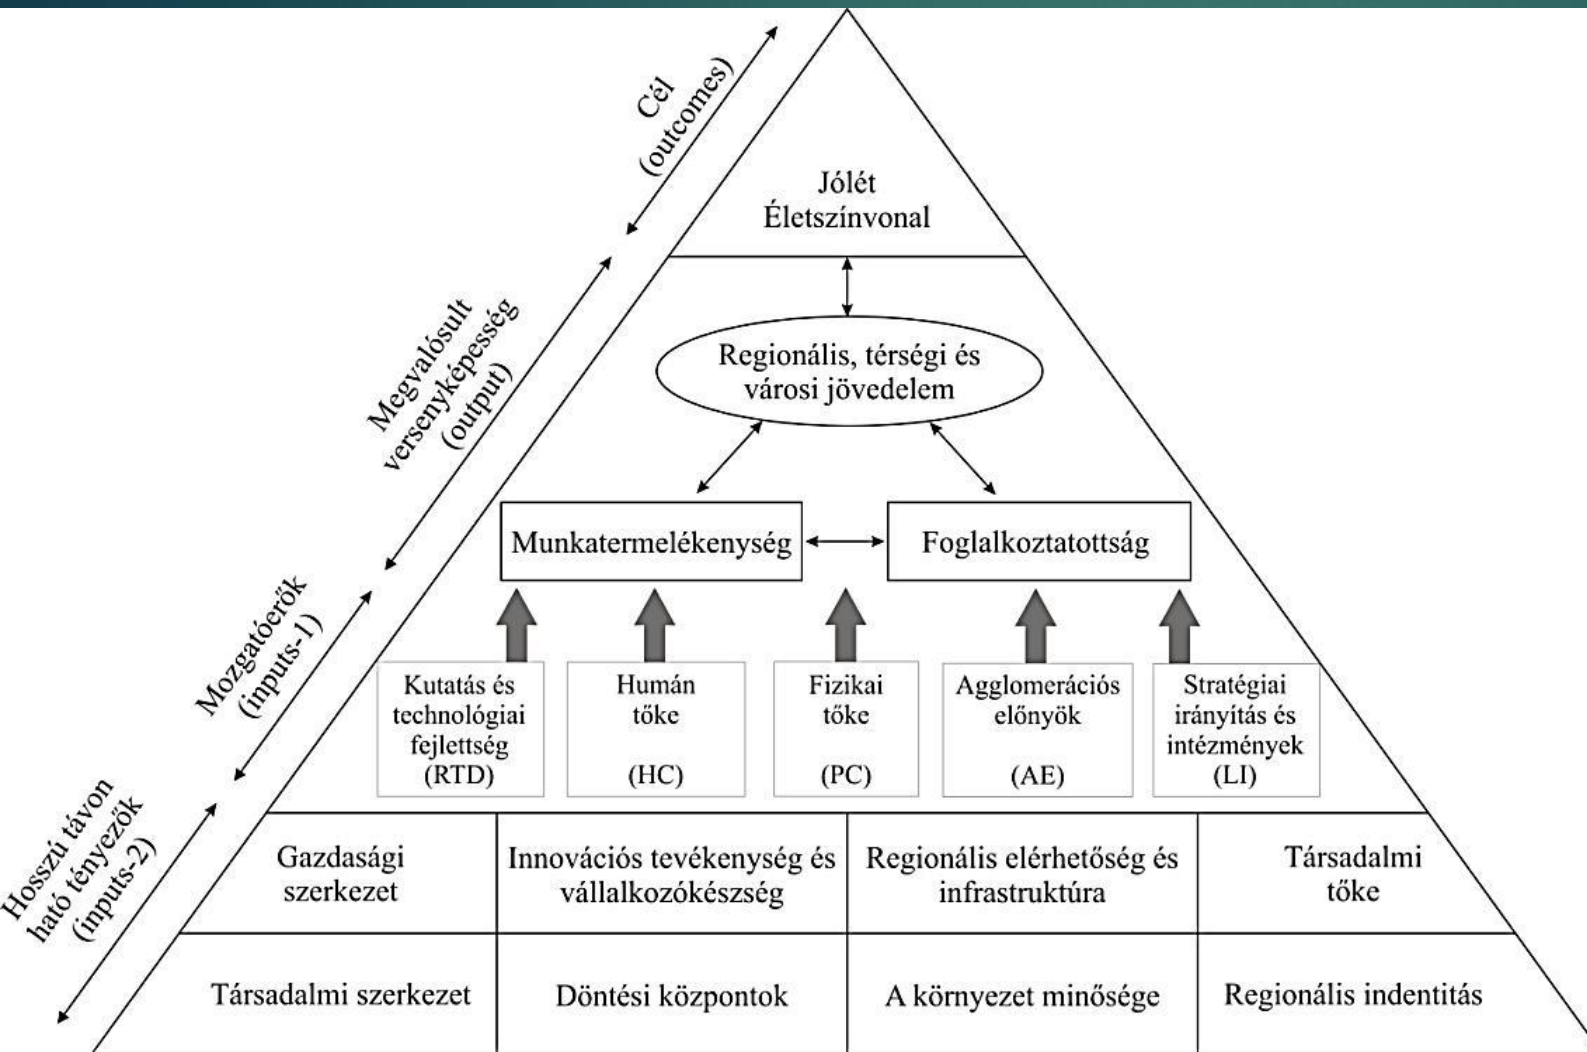 Cél
(outcomes)
Jólét
Életszínvonal
Megvalósult
versenyképesség
(output)
Regionális, térségi és
városi jövedelem
Munkatermelékenység
Foglalkoztatottság
Mozgatóerők
(inputs-1)
Kutatás és
technológiai
fejlettség
(RTD)
Humán
tőke
(HC)
Fizikai
tőke
(PC)
Agglomerációs
előnyök
(AE)
Stratégiai
irányítás és
intézmények
(LI)
Hosszú távon
ható tényezők
(inputs-2)
Gazdasági
szerkezet
Innovációs tevékenység és
vállalkozókészség
Regionális elérhetőség és
infrastruktúra
Társadalmi
tőke
Társadalmi szerkezet
Döntési központok
A környezet minősége
Regionális indentitás